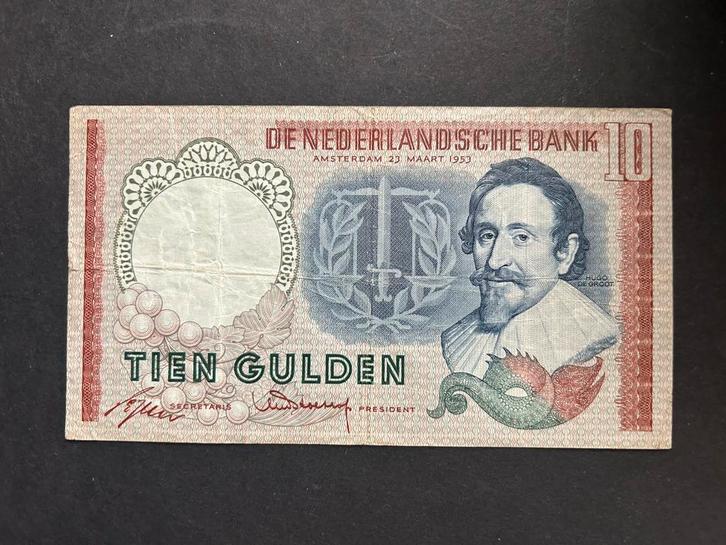 DE NEDERLANDSCHE BANK 10
AMSTERDAM 23 MAART 1953
HUGO
DE GROOT
TIEN GULDEN
SECRETARIS PRESIDENT